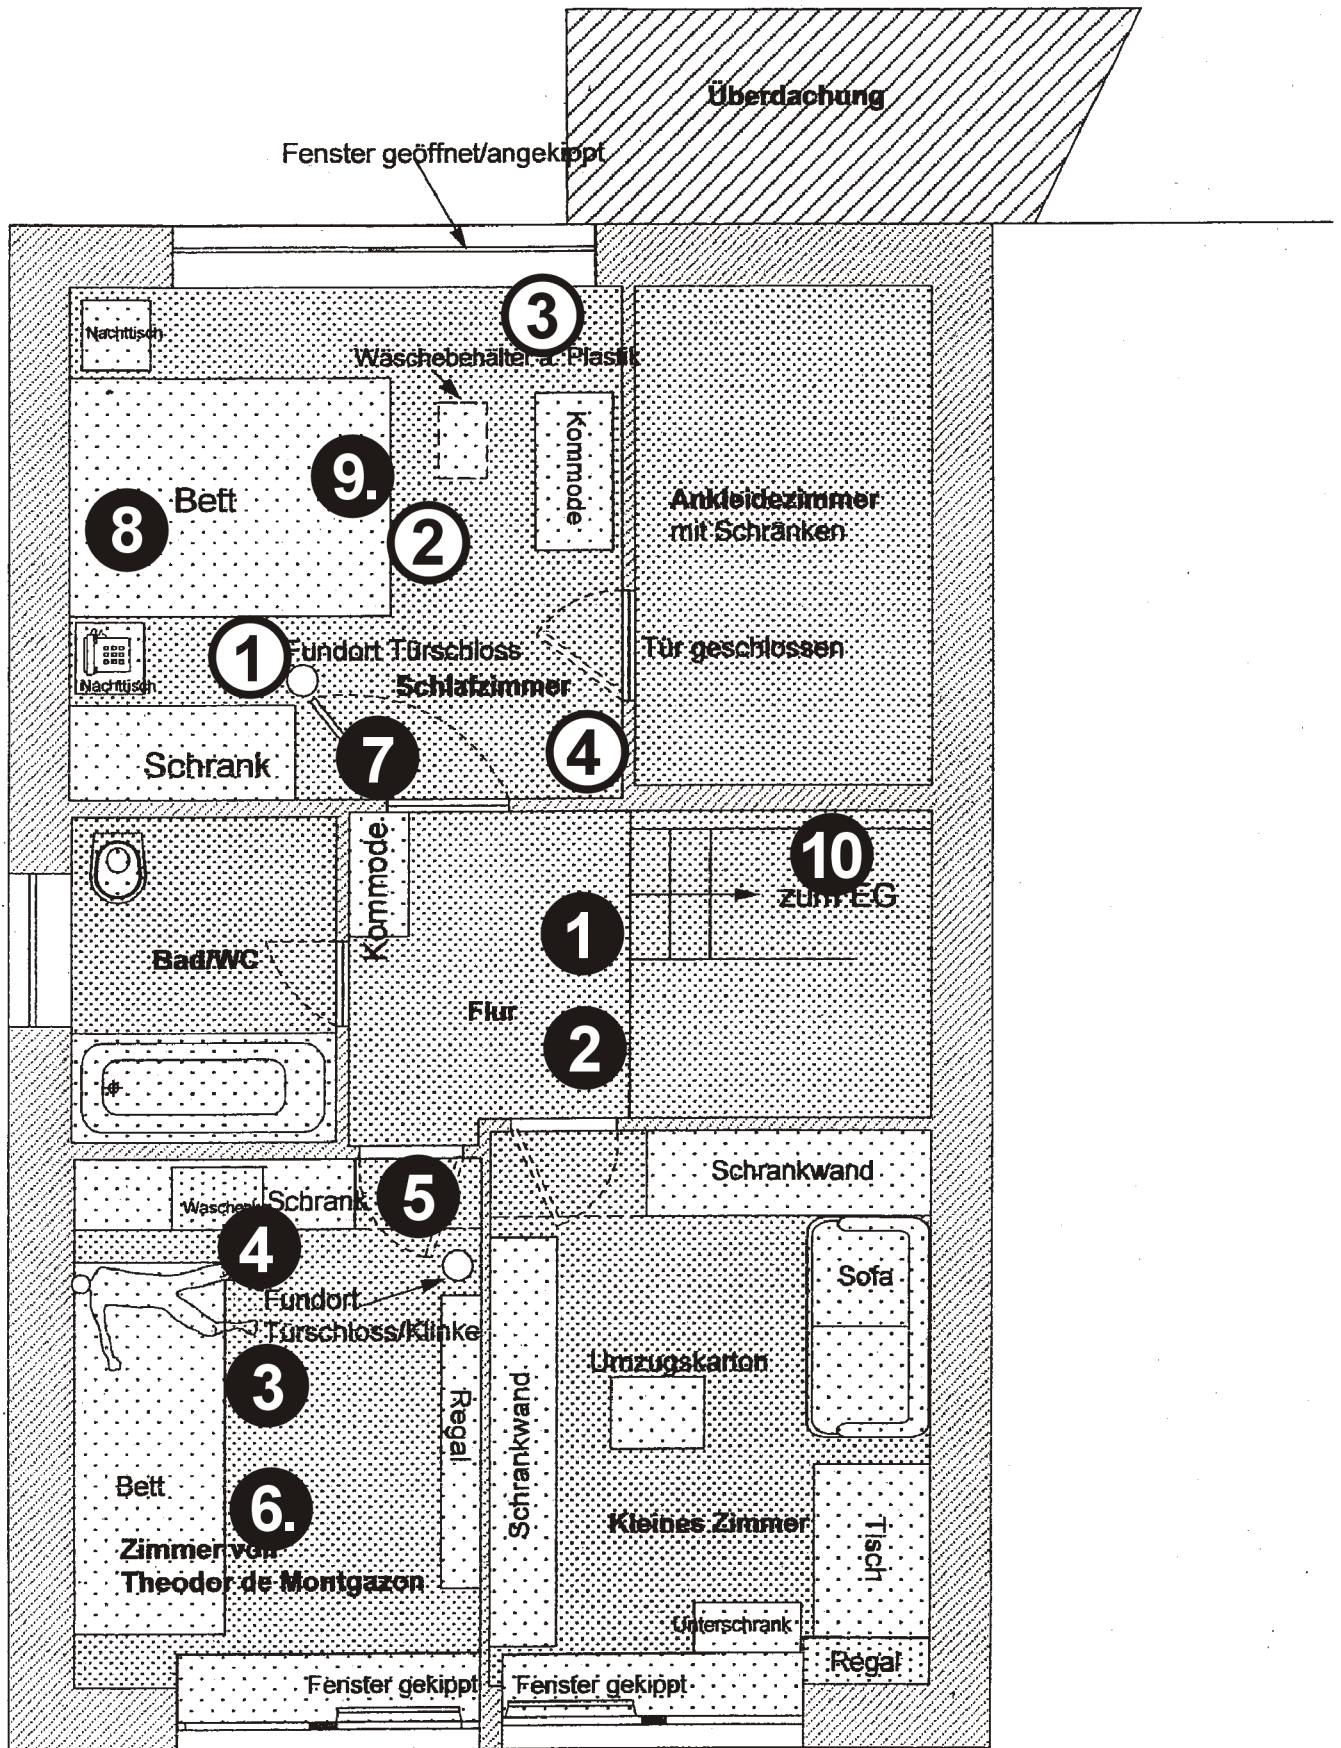 Überdachung
Fenster geöffnet/angekippt
3
Nachttisch
Wäschebehälter a. Plastik
Kommode
9.
Bett
8
2
Ankleidezimmer
mit Schränken
1
Fundort Türschloss
Tür geschlossen
Nachttisch
Schlafzimmer
7
4
Schrank
Kommode
10
zum EG
1
Bad/WC
Flur
2
Schrankwand
5
Schrank
4
Sofa
Fundort
Türschloss/Klinke
Umzugskarton
3
Regal
Schrankwand
Bett
6.
Kleines Zimmer
Tisch
Zimmer von
Theodor de Montgazon
Unterschrank
Regal
Fenster gekippt
Fenster gekippt